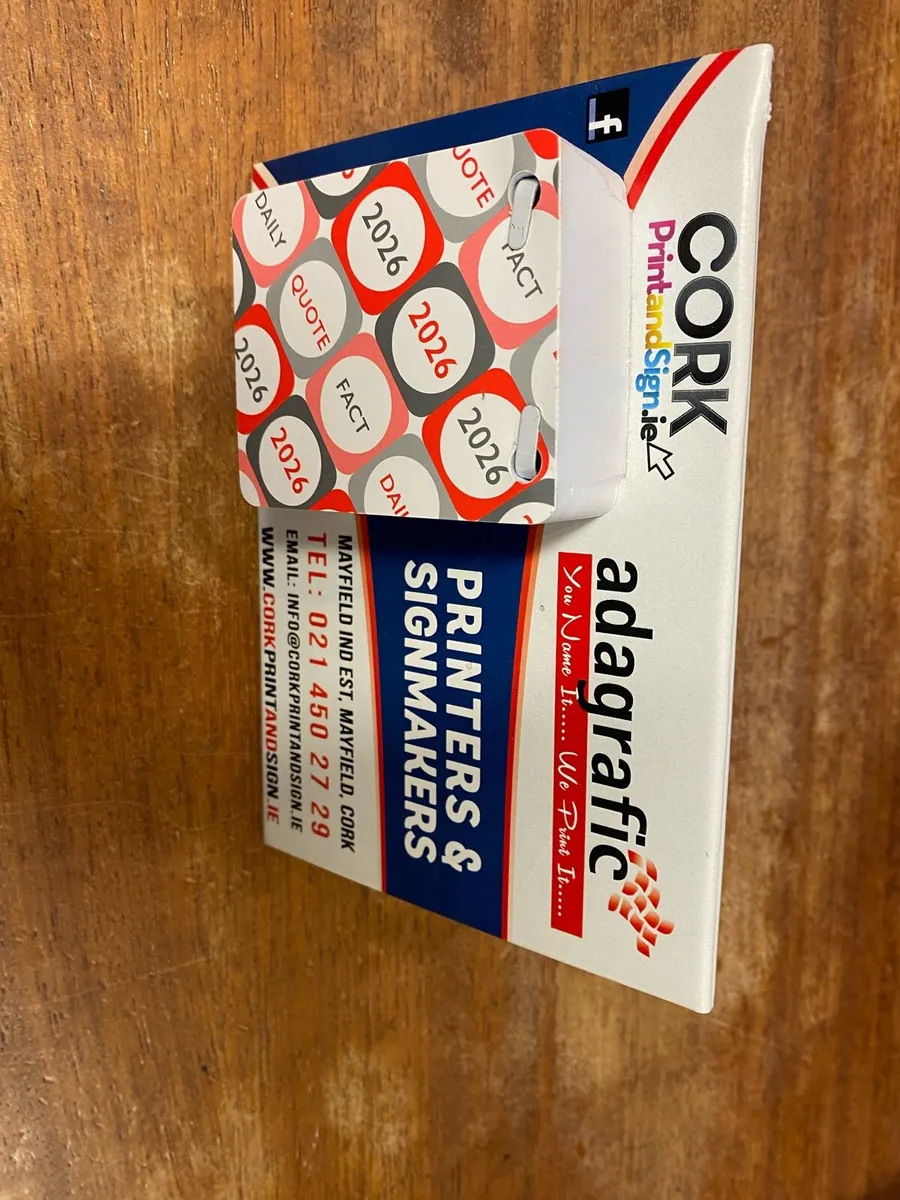 f
CORK
PrintandSign.ie
adagrafic
You Name It..... We Print It.....
QUOTE
FACT
2026
2026
2026
DAILY
QUOTE
FACT
DAI
2026
2026
PRINTERS &
SIGNMAKERS
MAYFIELD IND EST, MAYFIELD, CORK
TEL: 021 450 27 29
EMAIL: INFO@CORKPRINTANDSIGN.IE
WWW.CORKPRINTANDSIGN.IE